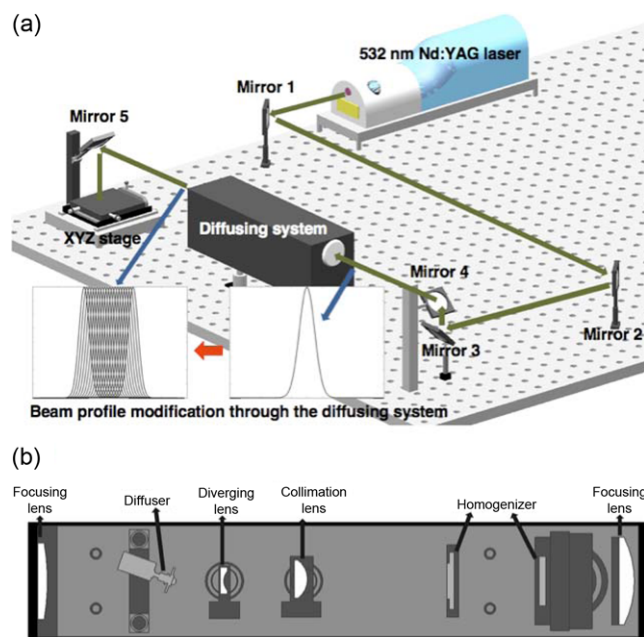 (a)
532 nm Nd:YAG laser
Mirror 1
Mirror 5
XYZ stage
Diffusing system
Mirror 4
Mirror 2
Mirror 3
Beam profile modification through the diffusing system
(b)
Focusing
lens
Diffuser
Diverging
lens
Collimation
lens
Homogenizer
Focusing
lens